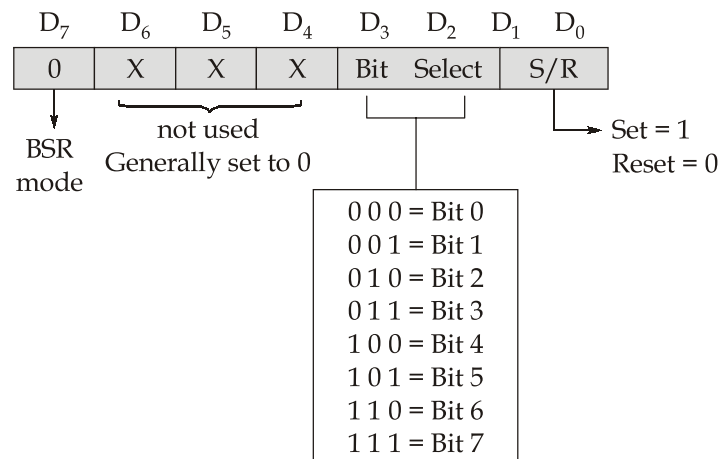 D7 D6 D5 D4 D3 D2 D1 D0
0 X X X Bit Select S/R
not used
Generally set to 0
BSR
mode
Set = 1
Reset = 0
0 0 0 = Bit 0
0 0 1 = Bit 1
0 1 0 = Bit 2
0 1 1 = Bit 3
1 0 0 = Bit 4
1 0 1 = Bit 5
1 1 0 = Bit 6
1 1 1 = Bit 7